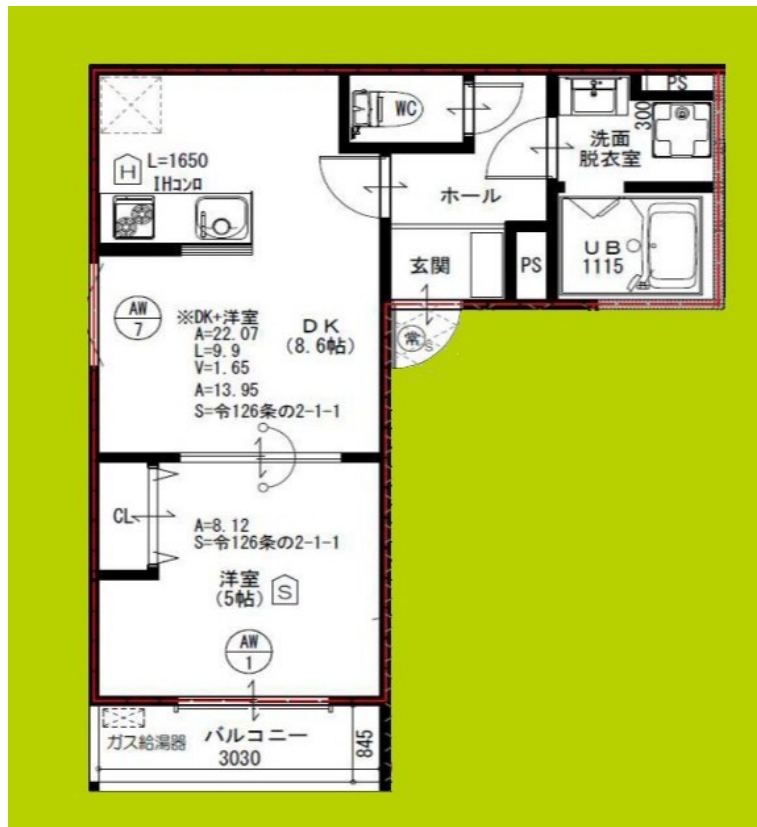 PS
WC
300
洗面
脱衣室
H
L=1650
IHコンロ
ホール
UB
1115
玄関
PS
AW
7
※DK+洋室
A=22.07
L=9.9
V=1.65
A=13.95
S=令126条の2-1-1
DK
(8.6帖)
常
S
CL
A=8.12
S=令126条の2-1-1
洋室
(5帖)
S
AW
1
ガス給湯器
バルコニー
3030
845